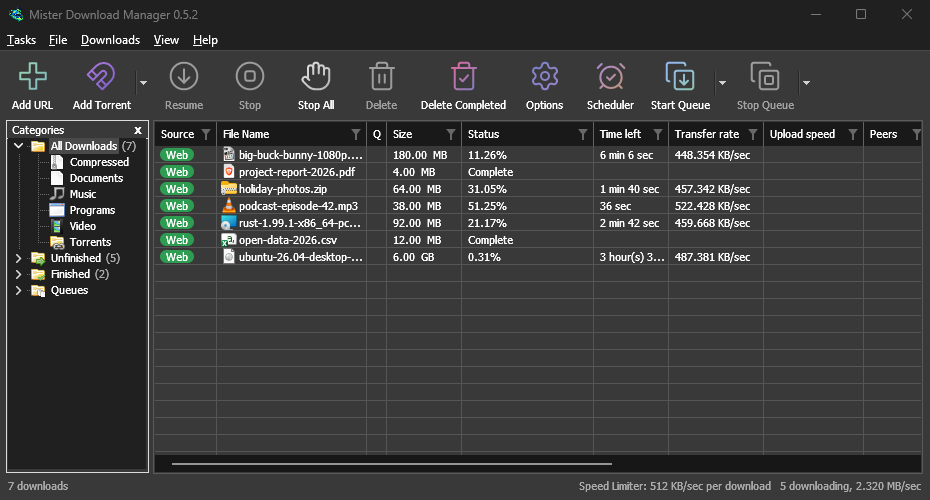 Mister Download Manager 0.5.2
Tasks File Downloads View Help
Add URL Add Torrent Resume Stop Stop All Delete Delete Completed Options Scheduler Start Queue Stop Queue
Categories x
All Downloads (7)
Compressed
Documents
Music
Programs
Video
Torrents
Unfinished (5)
Finished (2)
Queues
Source File Name Q Size Status Time left Transfer rate Upload speed Peers
Web big-buck-bunny-1080p.... 180.00 MB 11.26% 6 min 6 sec 448.354 KB/sec
Web project-report-2026.pdf 4.00 MB Complete
Web holiday-photos.zip 64.00 MB 31.05% 1 min 40 sec 457.342 KB/sec
Web podcast-episode-42.mp3 38.00 MB 51.25% 36 sec 522.428 KB/sec
Web rust-1.99.1-x86_64-pc... 92.00 MB 21.17% 2 min 42 sec 459.668 KB/sec
Web open-data-2026.csv 12.00 MB Complete
Web ubuntu-26.04-desktop-... 6.00 GB 0.31% 3 hour(s) 3... 487.381 KB/sec
7 downloads Speed Limiter: 512 KB/sec per download 5 downloading, 2.320 MB/sec